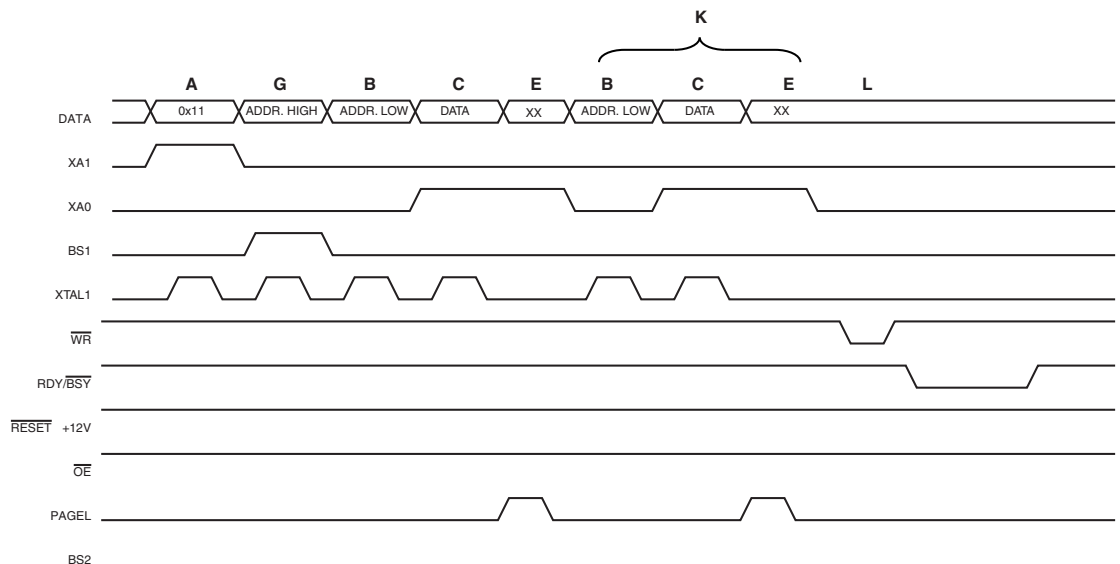 K
A G B C E B C E L
DATA 0x11 ADDR. HIGH ADDR. LOW DATA XX ADDR. LOW DATA XX
XA1
XA0
BS1
XTAL1
WR
RDY/BSY
RESET +12V
OE
PAGEL
BS2